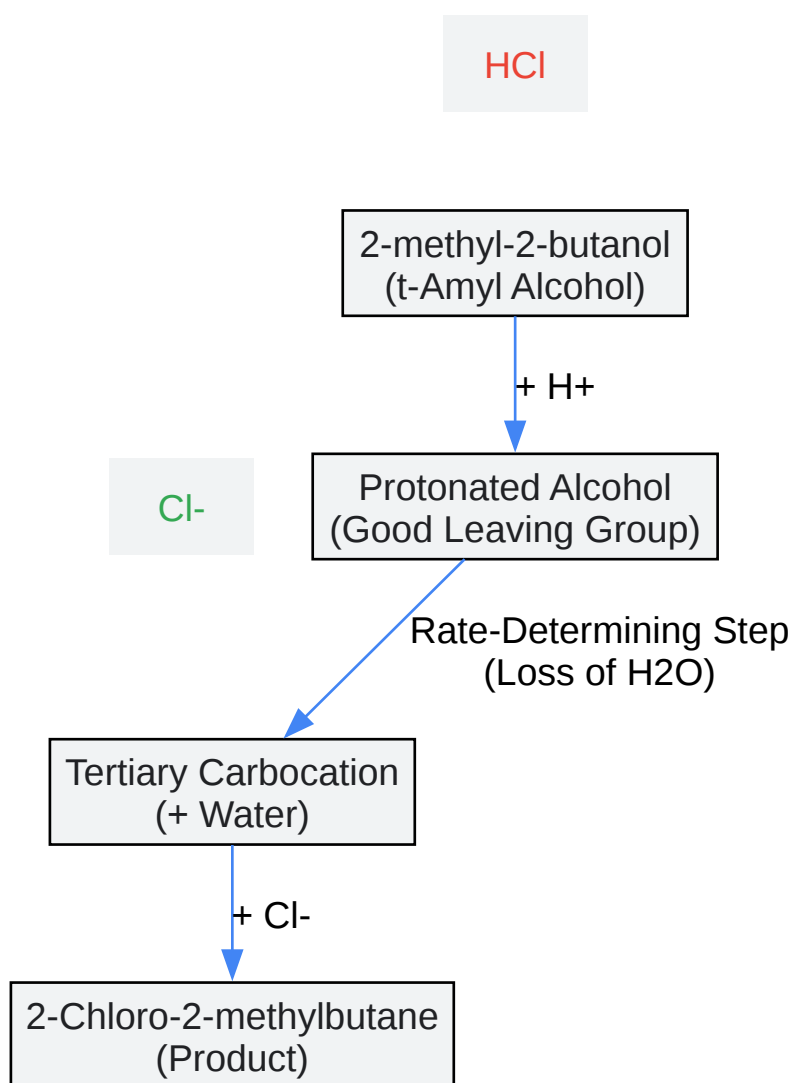 HCl
2-methyl-2-butanol
(t-Amyl Alcohol)
+ H+
Protonated Alcohol
(Good Leaving Group)
Cl-
Rate-Determining Step
(Loss of H2O)
Tertiary Carbocation
(+ Water)
+ Cl-
2-Chloro-2-methylbutane
(Product)